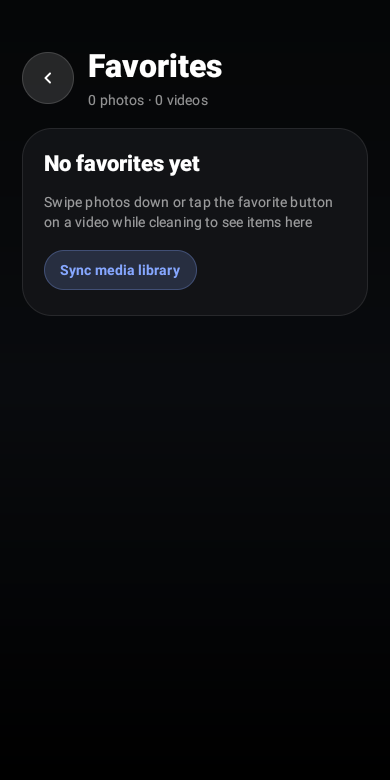 Favorites
0 photos · 0 videos
No favorites yet
Swipe photos down or tap the favorite button
on a video while cleaning to see items here
Sync media library